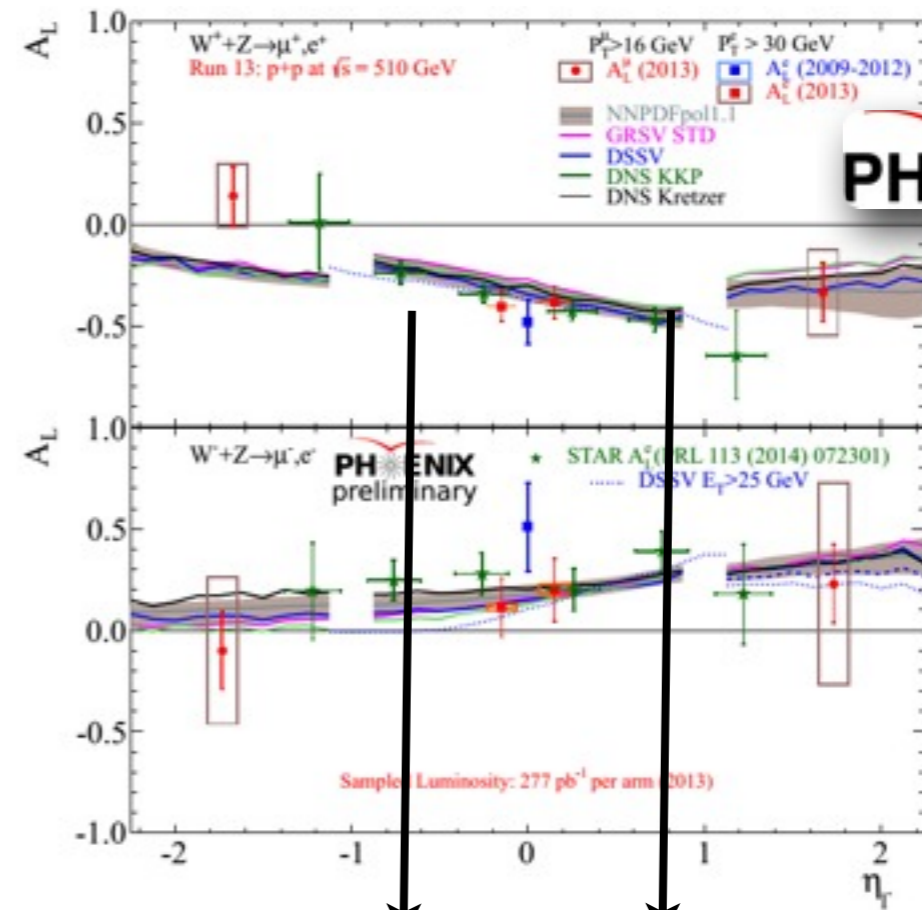 A_L
1.0
W⁺+Z→μ⁺,e⁺
P_T^μ>16 GeV
P_T^e > 30 GeV
Run 13: p+p at √s = 510 GeV
A_L^μ (2013)
A_L^e (2009-2012)
A_L^e (2013)
0.5
NNPDFpol1.1
GRSV STD
DSSV
DNS KKP
DNS Kretzer
PH
0.0
-0.5
A_L
1.0
W⁻+Z→μ⁻,e⁻
PHENIX
preliminary
STAR A_L^e (PRL 113 (2014) 072301)
DSSV E_T>25 GeV
0.5
0.0
-0.5
Sampled Luminosity: 277 pb⁻¹ per arm (2013)
-1.0
-2 -1 0 1 2